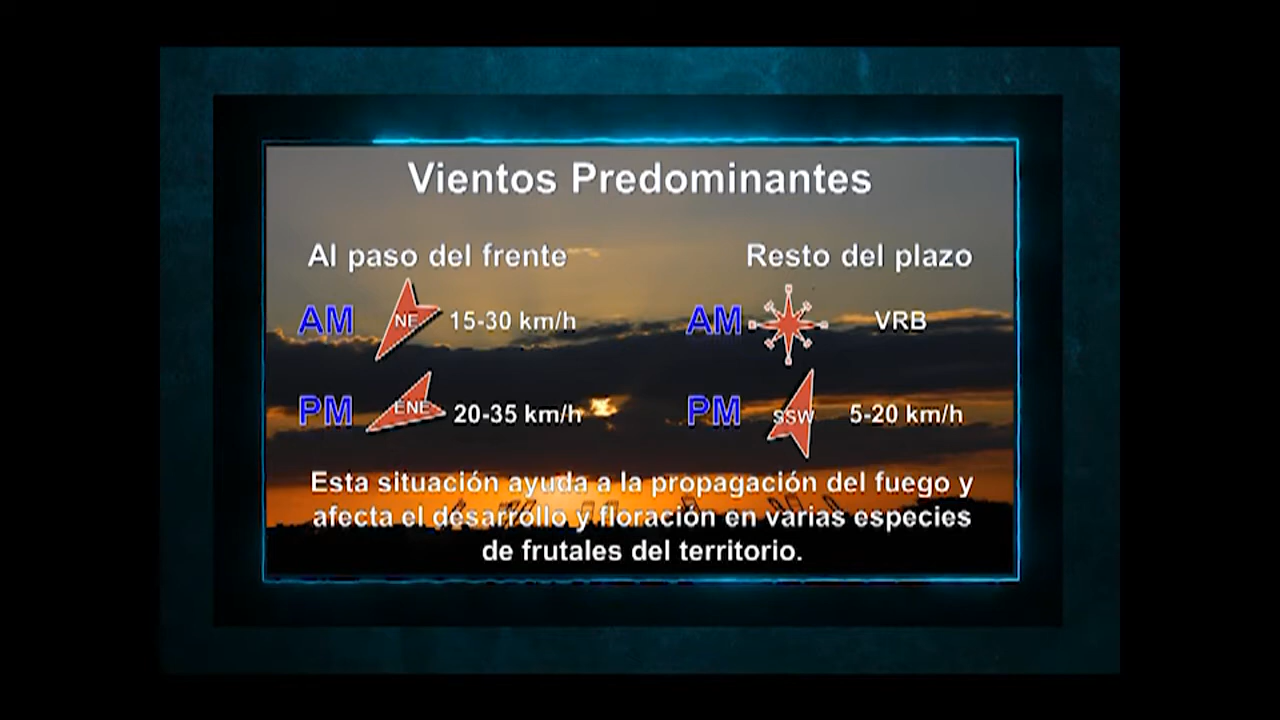 Vientos Predominantes
Al paso del frente
AM NE 15-30 km/h
PM ENE 20-35 km/h
Resto del plazo
AM VRB
PM SSW 5-20 km/h
Esta situación ayuda a la propagación del fuego y
afecta el desarrollo y floración en varias especies
de frutales del territorio.